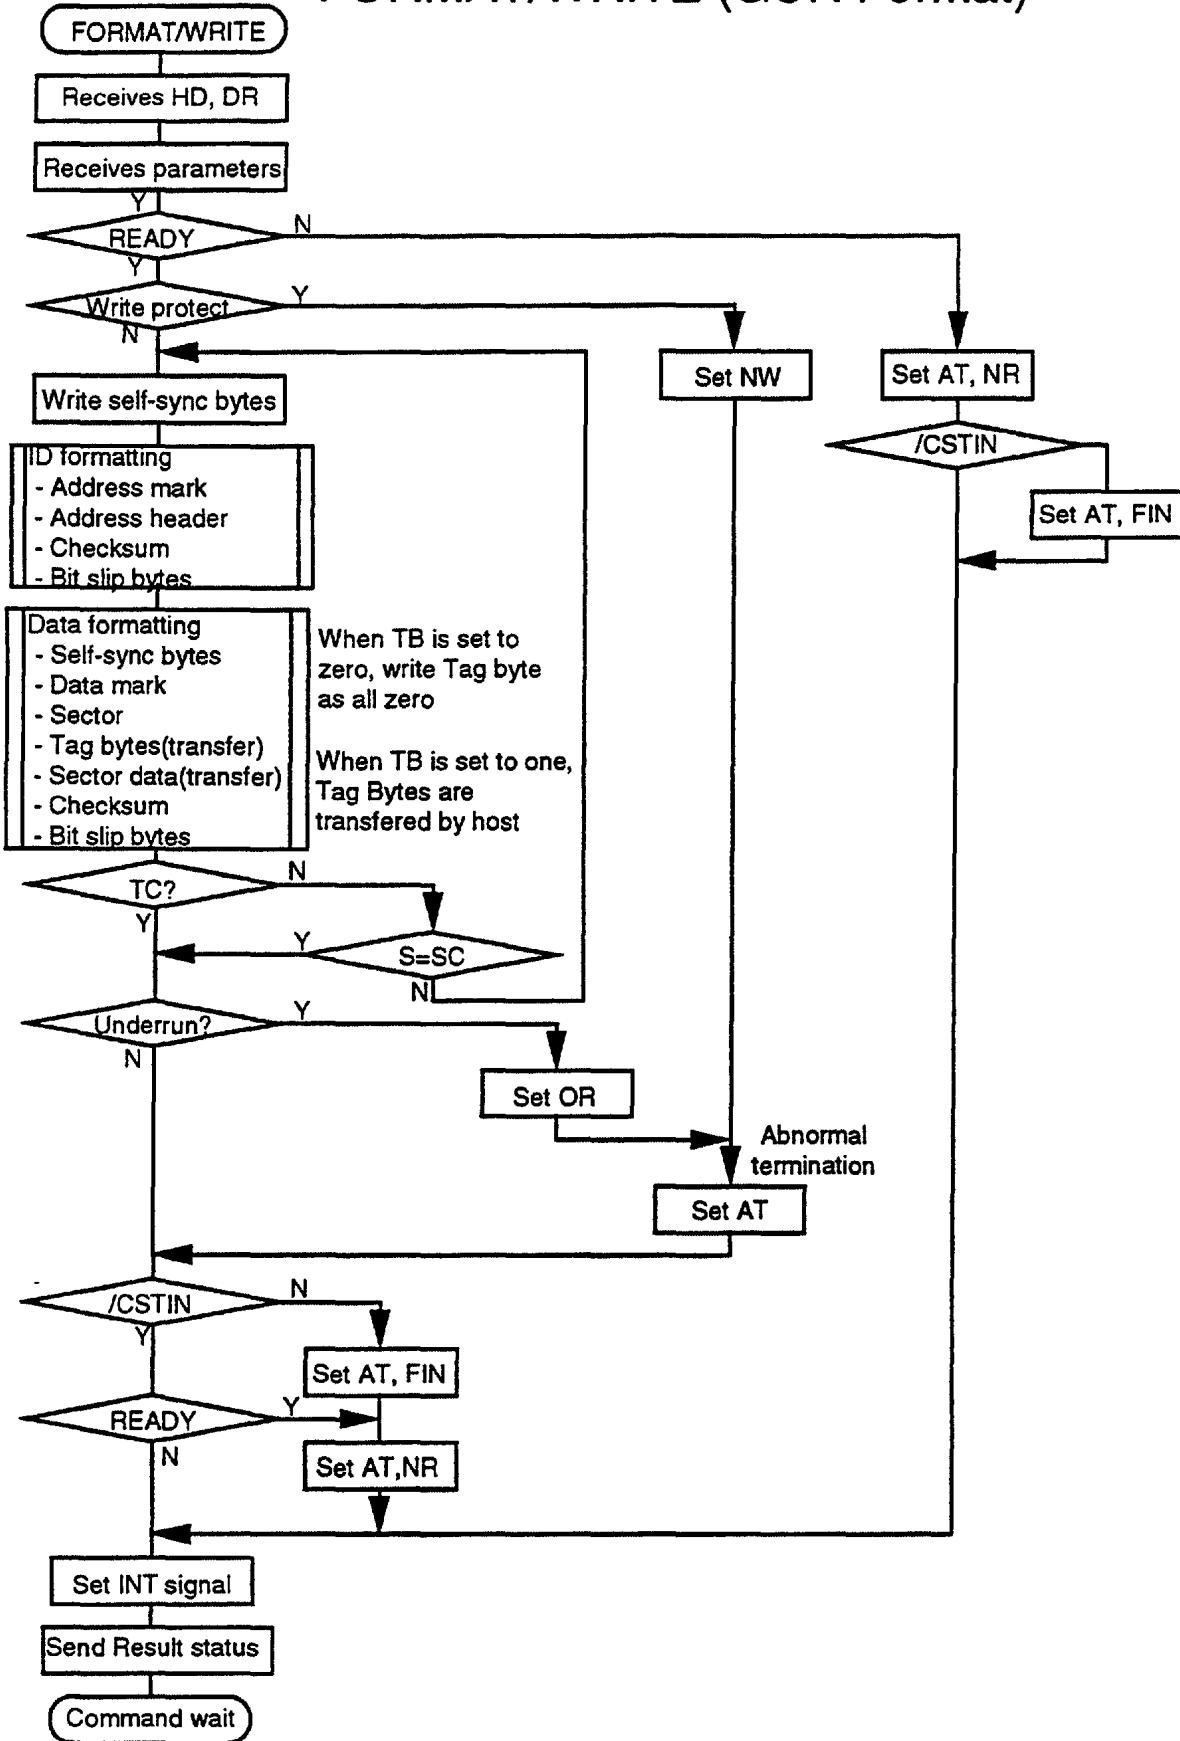 FORMAT/WRITE (GCR Format)
FORMAT/WRITE
Receives HD, DR
Receives parameters
Y
READY
N
Y
Write protect
Y
N
Set NW
Set AT, NR
Write self-sync bytes
/CSTIN
ID formatting
- Address mark
- Address header
- Checksum
- Bit slip bytes
Set AT, FIN
Data formatting
- Self-sync bytes
- Data mark
- Sector
- Tag bytes(transfer)
- Sector data(transfer)
- Checksum
- Bit slip bytes
When TB is set to
zero, write Tag byte
as all zero
When TB is set to one,
Tag Bytes are
transfered by host
TC?
N
Y
Y
S=SC
N
Underrun?
Y
N
Set OR
Abnormal
termination
Set AT
/CSTIN
N
Y
Set AT, FIN
READY
Y
N
Set AT,NR
Set INT signal
Send Result status
Command wait